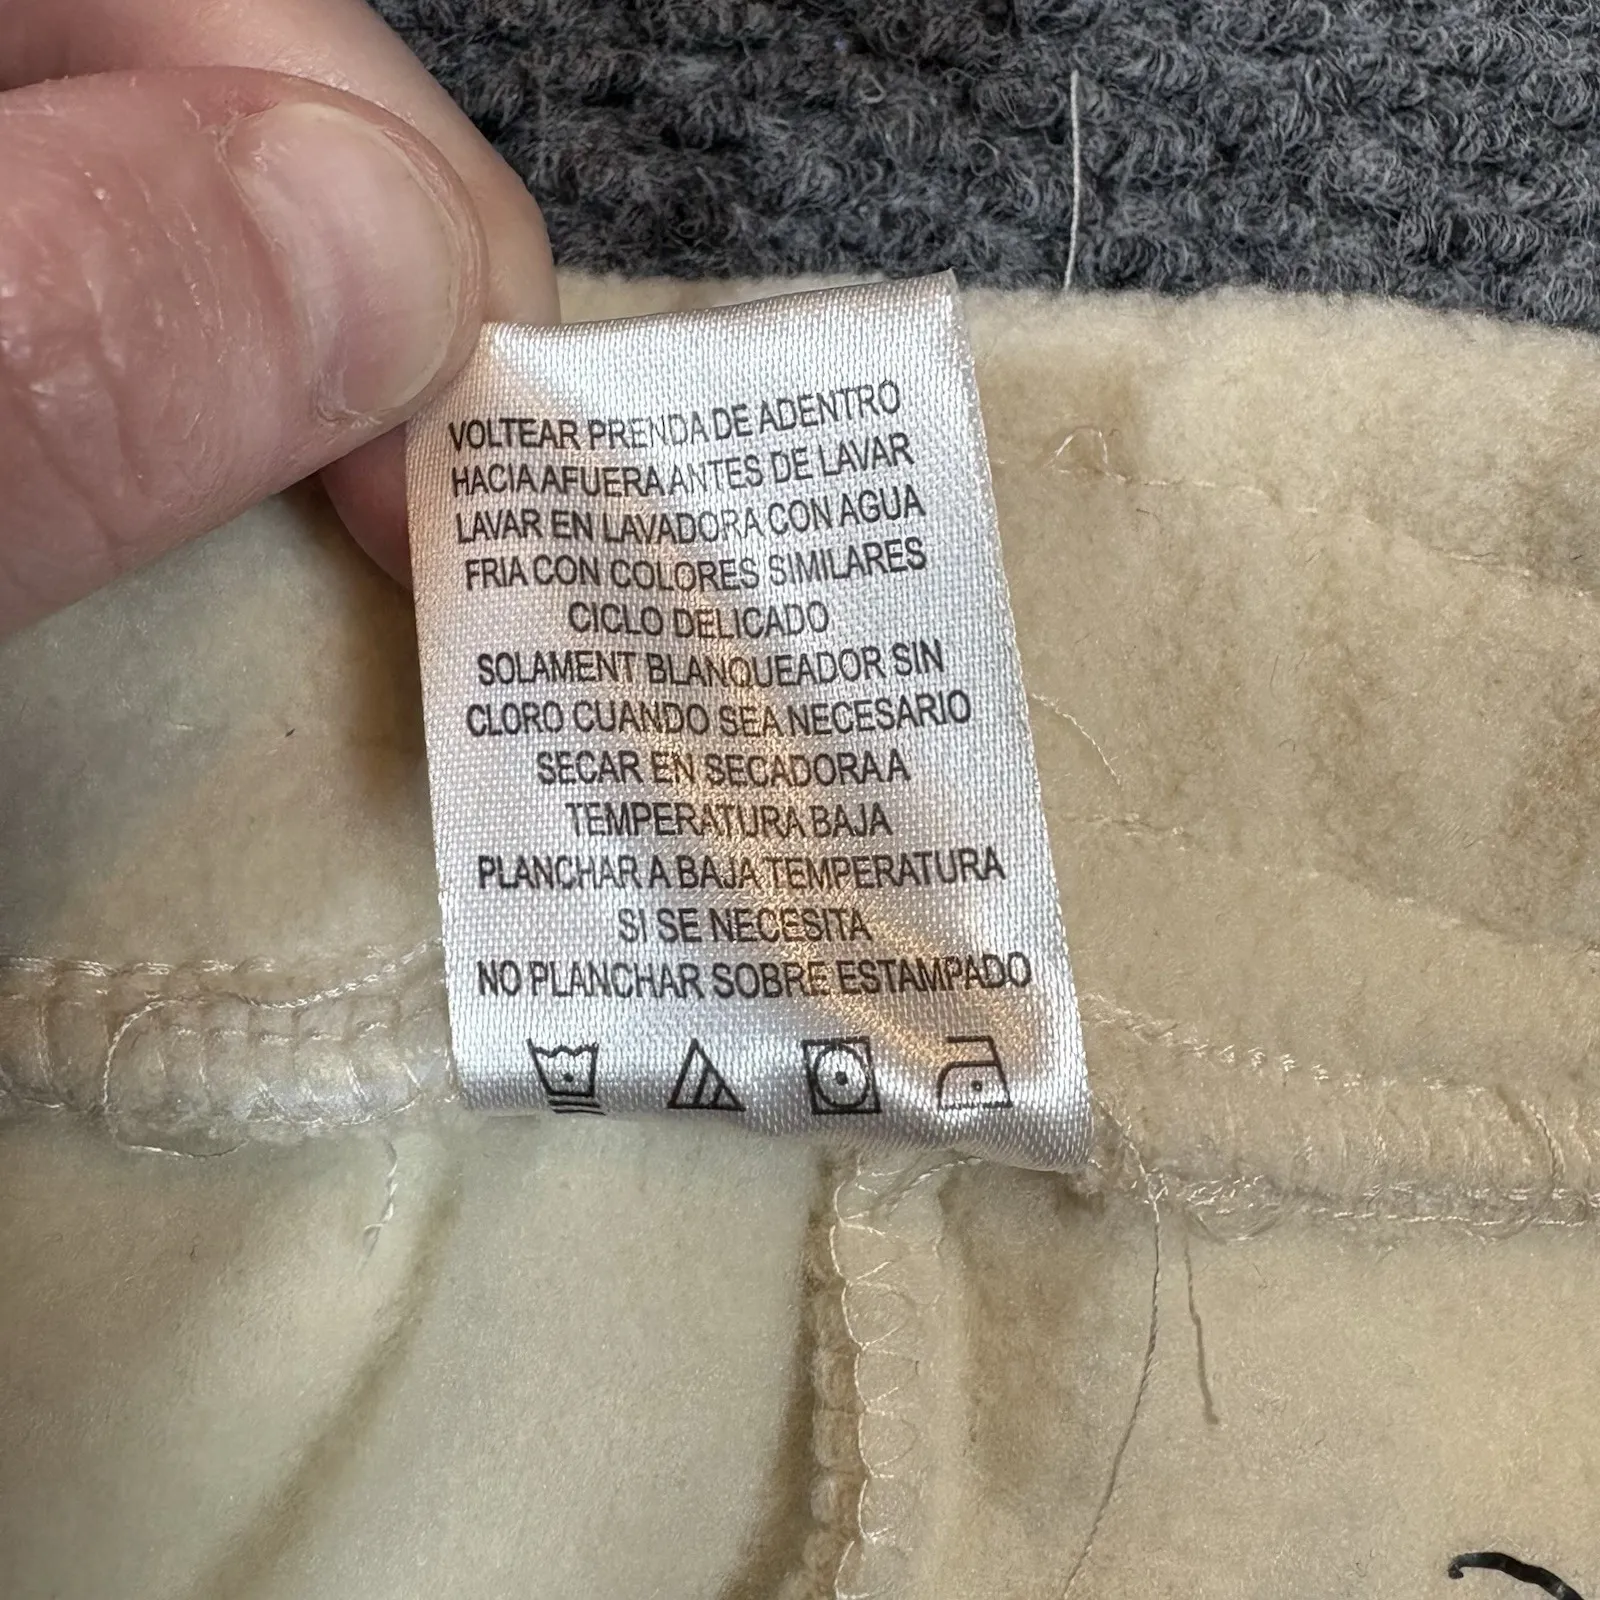 VOLTEAR PRENDA DE ADENTRO
HACIA AFUERA ANTES DE LAVAR
LAVAR EN LAVADORA CON AGUA
FRIA CON COLORES SIMILARES
CICLO DELICADO
SOLAMENT BLANQUEADOR SIN
CLORO CUANDO SEA NECESARIO
SECAR EN SECADORA A
TEMPERATURA BAJA
PLANCHAR A BAJA TEMPERATURA
SI SE NECESITA
NO PLANCHAR SOBRE ESTAMPADO